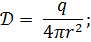 𝒟 = q / 4πr²;